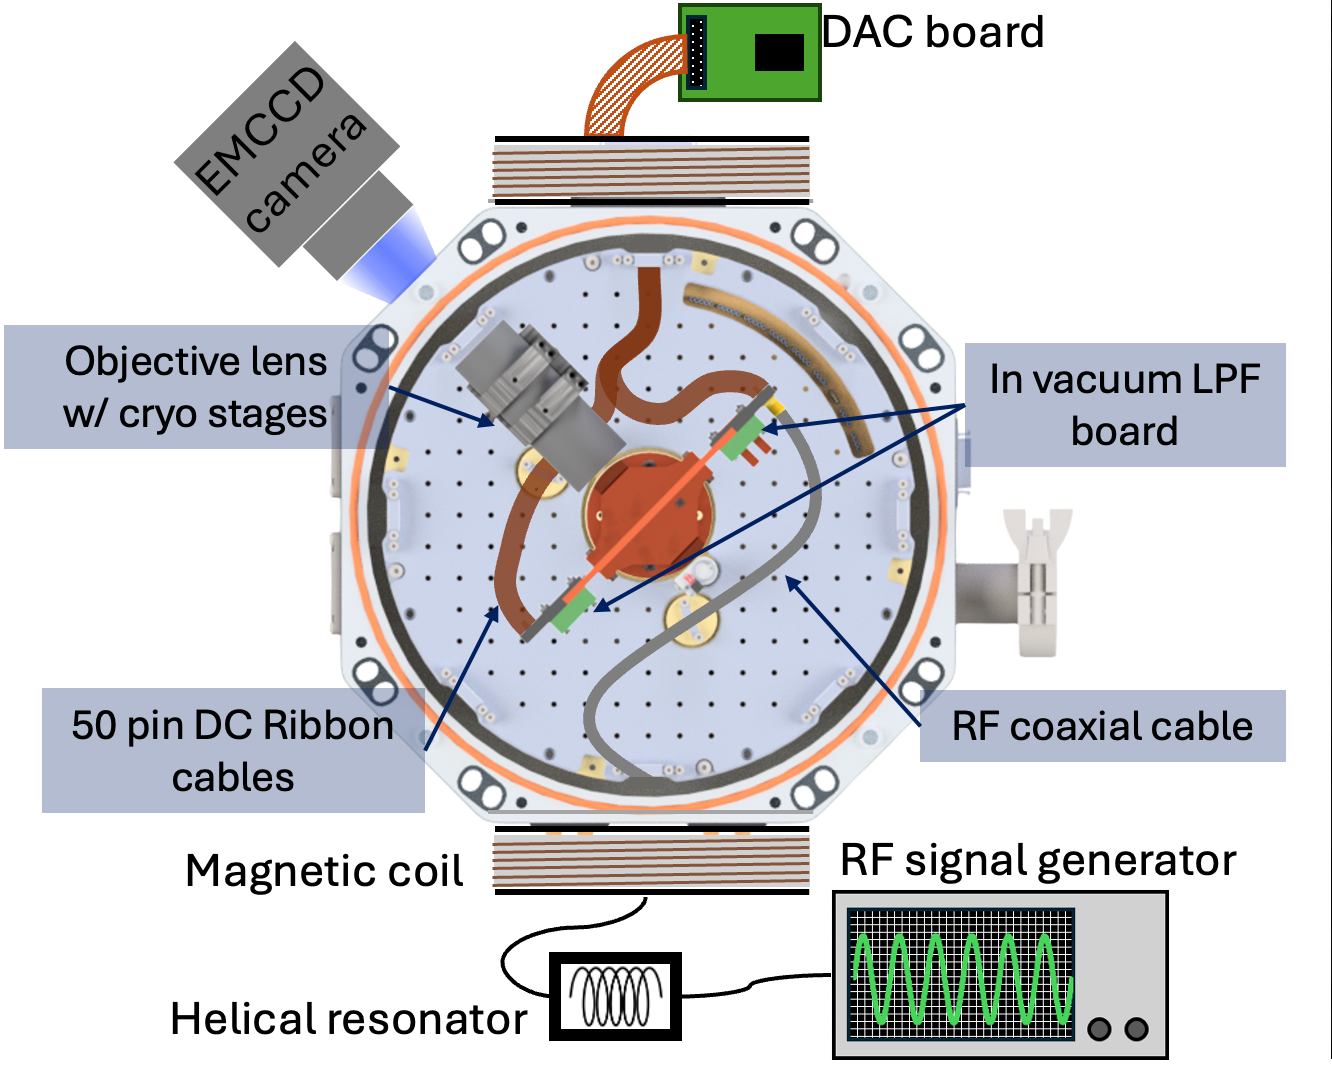 DAC board
EMCCD
camera
Objective lens
w/ cryo stages
In vacuum LPF
board
50 pin DC Ribbon
cables
RF coaxial cable
Magnetic coil
RF signal generator
Helical resonator